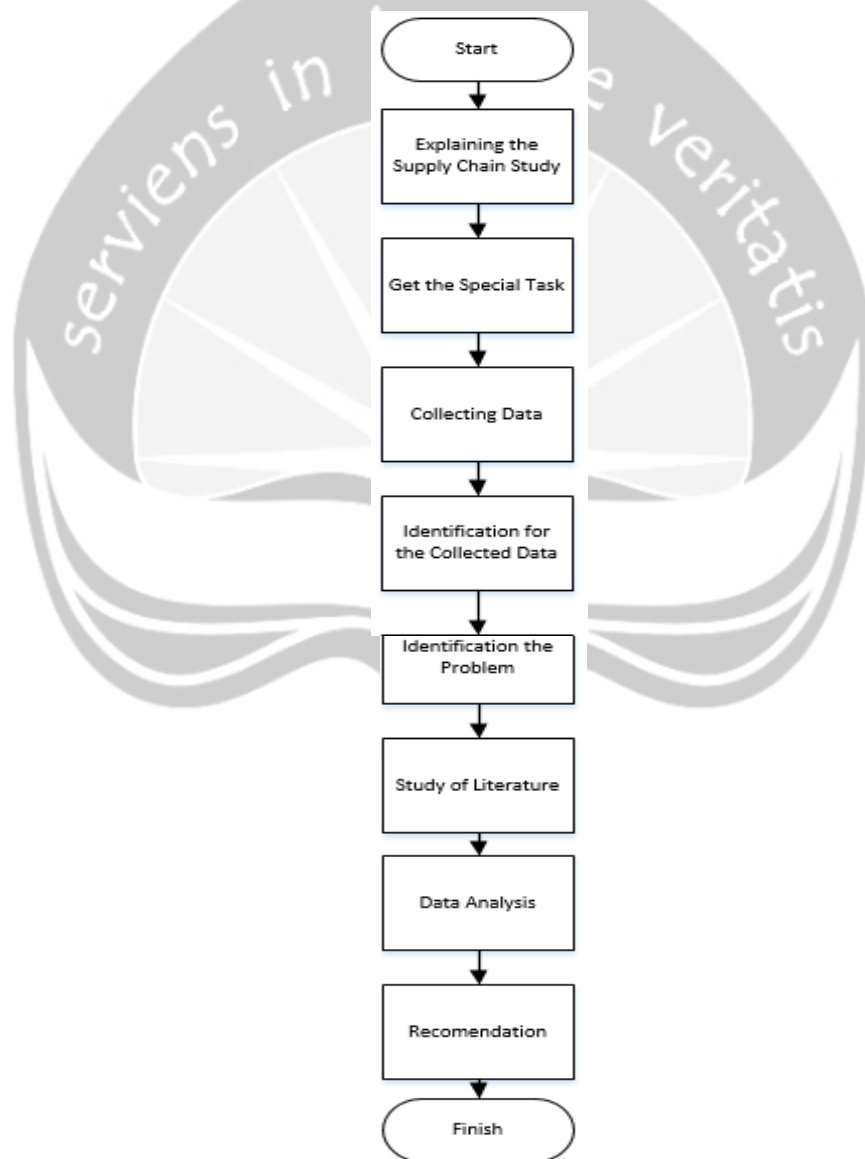 serviens in
e veritatis
Start
Explaining the
Supply Chain Study
Get the Special Task
Collecting Data
Identification for
the Collected Data
Identification the
Problem
Study of Literature
Data Analysis
Recomendation
Finish